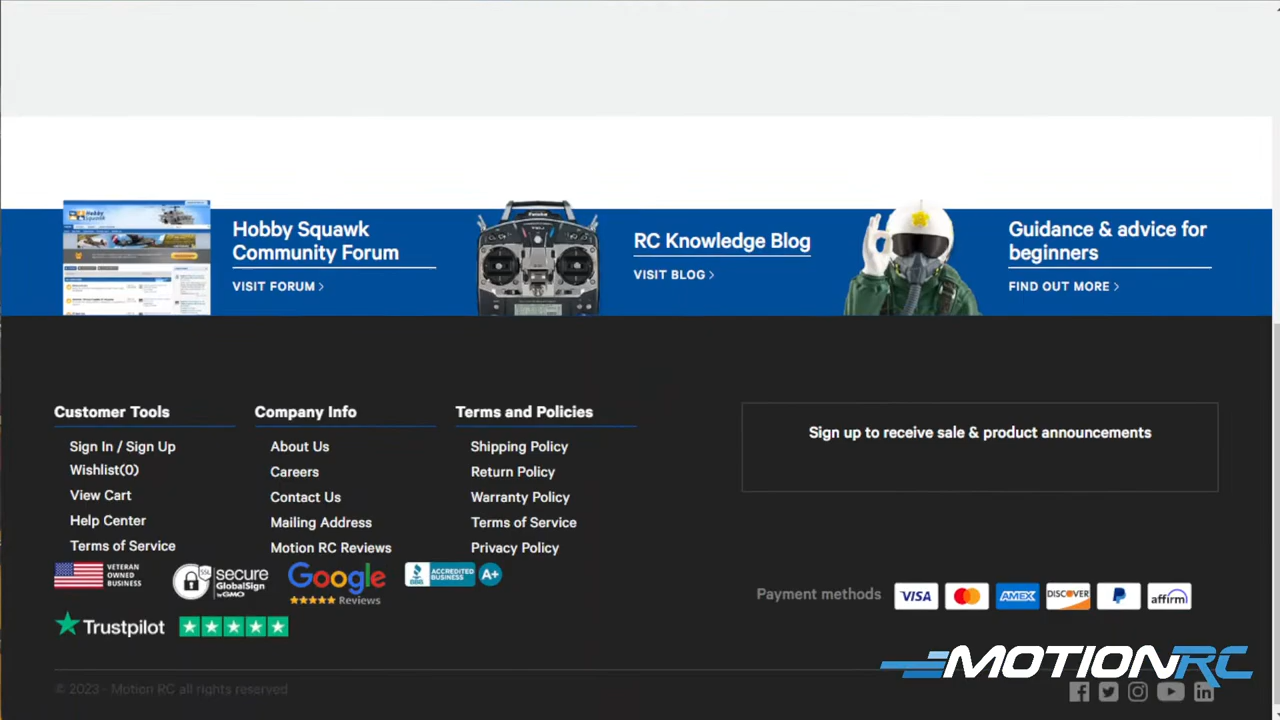 Hobby Squawk
Community Forum
VISIT FORUM >
RC Knowledge Blog
VISIT BLOG >
Guidance & advice for
beginners
FIND OUT MORE >
Customer Tools
Sign In / Sign Up
Wishlist(0)
View Cart
Help Center
Terms of Service
Company Info
About Us
Careers
Contact Us
Mailing Address
Motion RC Reviews
Terms and Policies
Shipping Policy
Return Policy
Warranty Policy
Terms of Service
Privacy Policy
Sign up to receive sale & product announcements
VETERAN
OWNED
BUSINESS
SSL
secure
GlobalSign
by GMO
Google
Reviews
BBB
ACCREDITED
BUSINESS
A+
Trustpilot
Payment methods
VISA
AMEX
DISCOVER
affirm
MOTIONRC
© 2023 - Motion RC all rights reserved